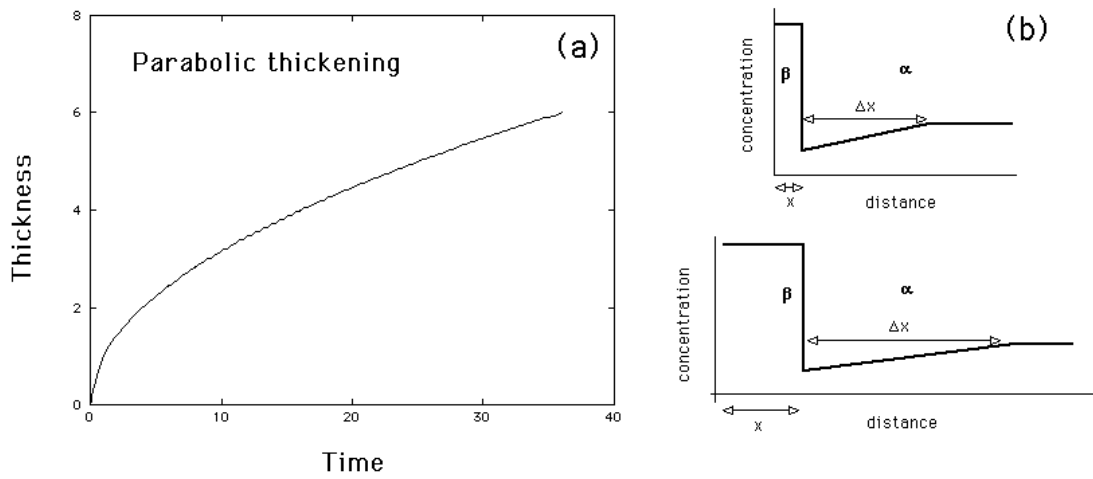 (a)
Parabolic thickening
8
6
4
2
0
Thickness
0 10 20 30 40
Time
(b)
concentration
β α
Δx
x
distance
concentration
β α
Δx
x
distance